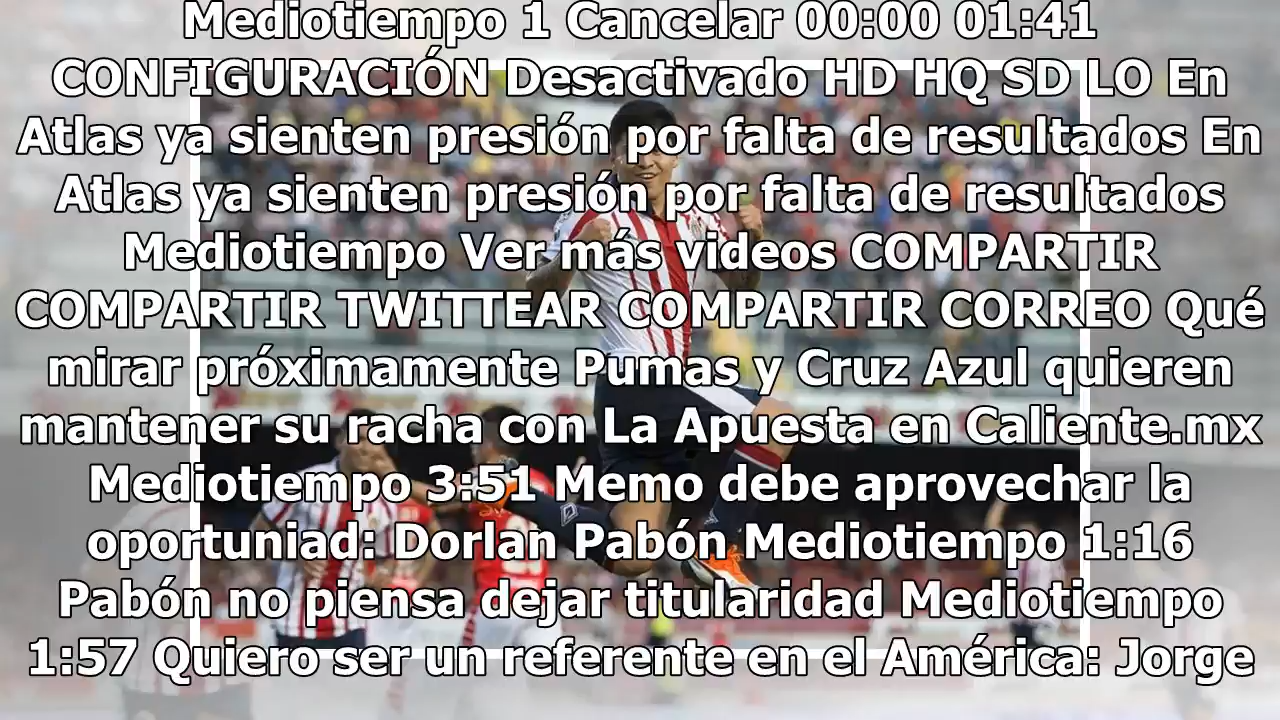 Mediotiempo 1 Cancelar 00:00 01:41
CONFIGURACIÓN Desactivado HD HQ SD LO En
Atlas ya sienten presión por falta de resultados En
Atlas ya sienten presión por falta de resultados
Mediotiempo Ver más videos COMPARTIR
COMPARTIR TWITTEAR COMPARTIR CORREO Qué
mirar próximamente Pumas y Cruz Azul quieren
mantener su racha con La Apuesta en Caliente.mx
Mediotiempo 3:51 Memo debe aprovechar la
oportuniad: Dorlan Pabón Mediotiempo 1:16
Pabón no piensa dejar titularidad Mediotiempo
1:57 Quiero ser un referente en el América: Jorge